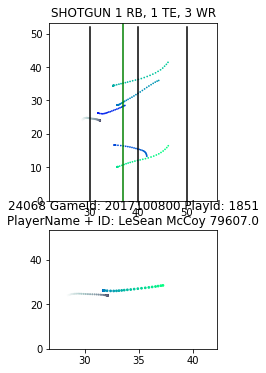 SHOTGUN 1 RB, 1 TE, 3 WR
50
40
30
20
10
0
30 40 50
24068 GameId: 2017100800 PlayId: 1851
PlayerName + ID: LeSean McCoy 79607.0
40
20
0
30 35 40